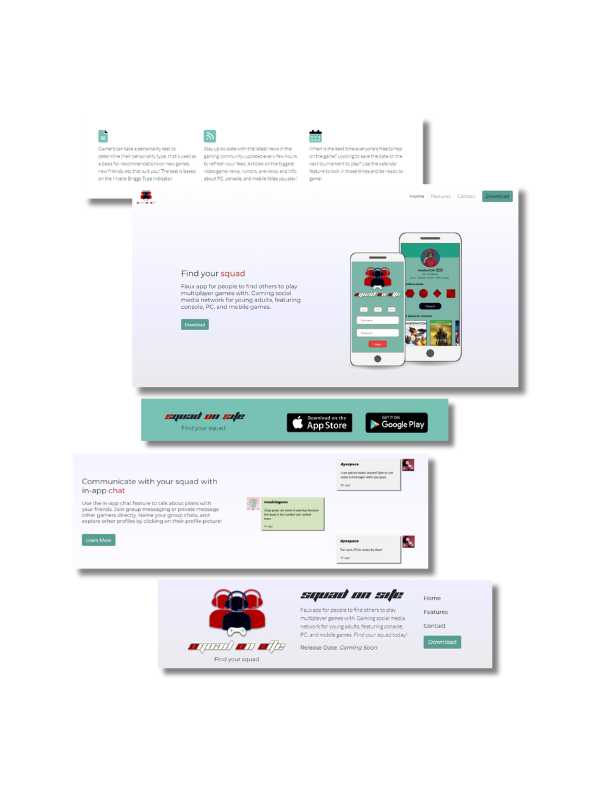 Gamers can take a personality test to
determine their personality type, that's used as
a basis for recommendations on new games,
new friends, etc that suit you! The test is based
on the Myers Briggs Type Indicator.
Stay up-to-date with the latest news in the
gaming community, updated every few hours
to refresh your feed. Articles on the biggest
video game news, rumors, previews, and info
about PC, console, and mobile titles you play!
When is the best time everyone's free to hop
on the game? Looking to save the date on the
next tournament to play? Use the calendar
feature to lock in those times and be ready to
game!
Home Features Contact Download
Find your squad
Faux app for people to find others to play
multiplayer games with. Gaming social
media network for young adults, featuring
console, PC, and mobile games.
Download
squad on site
Username
Password
squad on site
Find your squad.
Download on the
App Store
GET IT ON
Google Play
Communicate with your squad with
in-app chat
Use the in-app chat feature to talk about plans with
your friends. Join group messaging or private message
other gamers directly. Name your group chats, and
explore other profiles by clicking on their profile picture!
Learn More
dyespace
musicdagoon
dyespace
For sure, I'll be ready by then!
squad on site
Find your squad.
squad on site
Faux app for people to find others to play
multiplayer games with. Gaming social media
network for young adults, featuring console,
PC, and mobile games. Find your squad today!
Release Date: Coming Soon
Home
Features
Contact
Download